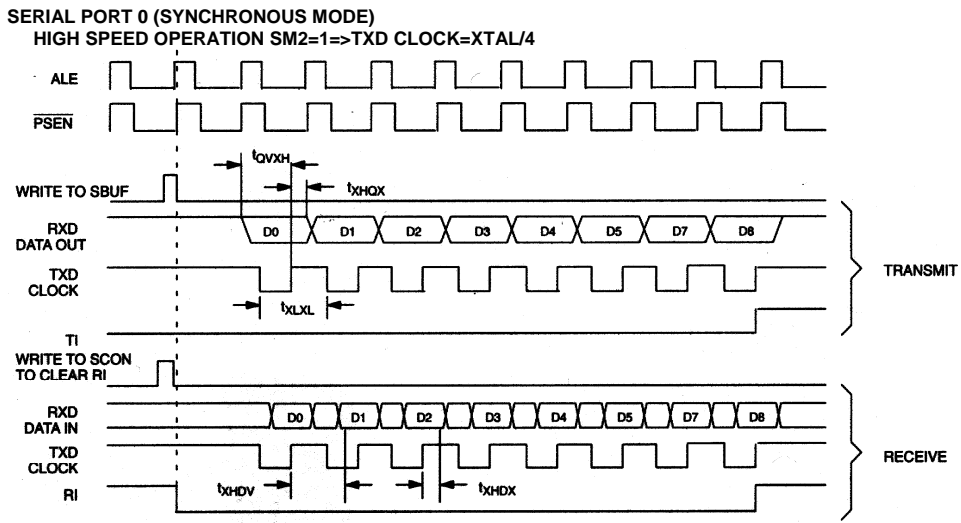 SERIAL PORT 0 (SYNCHRONOUS MODE)
HIGH SPEED OPERATION SM2=1=>TXD CLOCK=XTAL/4
ALE
PSEN
tQVXH
WRITE TO SBUF
tXHQX
RXD
DATA OUT
D0 D1 D2 D3 D4 D5 D7 D8
TXD
CLOCK
TRANSMIT
tXLXL
TI
WRITE TO SCON
TO CLEAR RI
RXD
DATA IN
D0 D1 D2 D3 D4 D5 D7 D8
TXD
CLOCK
RECEIVE
tXHDV
tXHDX
RI